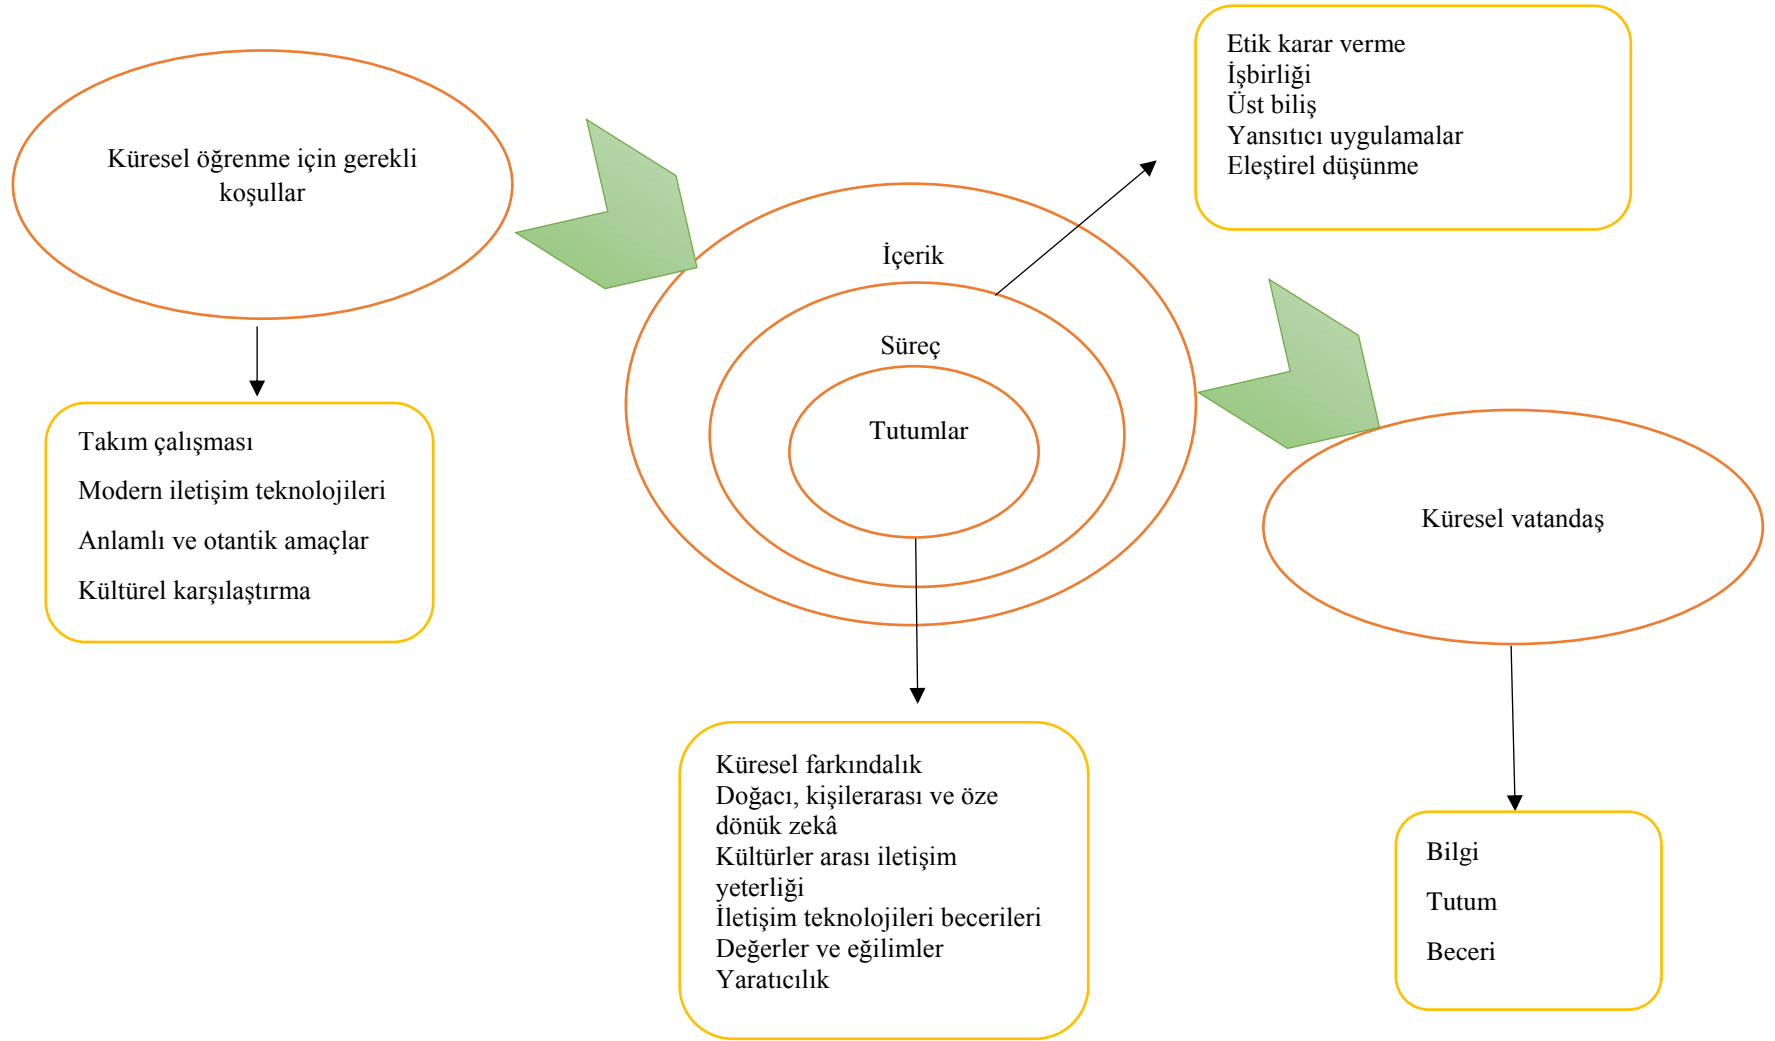 Küresel öğrenme için gerekli
koşullar
Takım çalışması
Modern iletişim teknolojileri
Anlamlı ve otantik amaçlar
Kültürel karşılaştırma
İçerik
Süreç
Tutumlar
Etik karar verme
İşbirliği
Üst biliş
Yansıtıcı uygulamalar
Eleştirel düşünme
Küresel farkındalık
Doğacı, kişilerarası ve öze
dönük zekâ
Kültürler arası iletişim
yeterliği
İletişim teknolojileri becerileri
Değerler ve eğilimler
Yaratıcılık
Küresel vatandaş
Bilgi
Tutum
Beceri